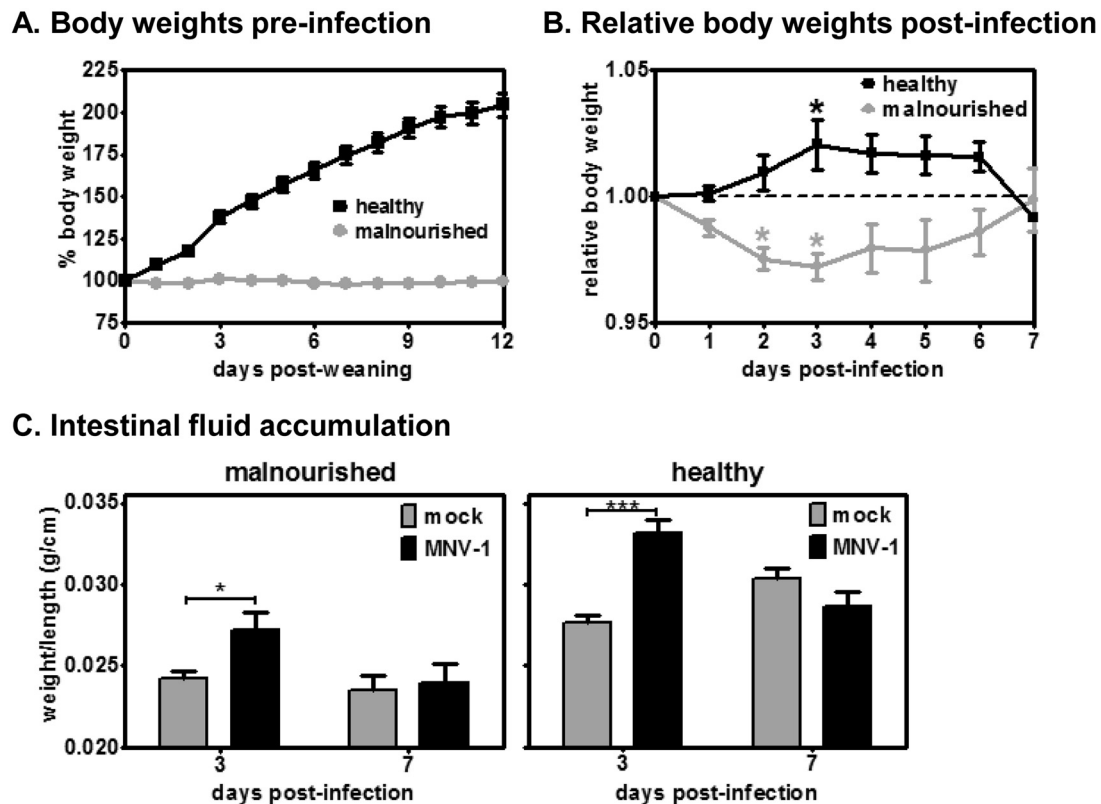 A. Body weights pre-infection
% body weight
225
200
175
150
125
100
75
healthy
malnourished
0
3
6
9
12
days post-weaning
B. Relative body weights post-infection
relative body weight
1.05
1.00
0.95
healthy
malnourished
*
*
*
0
1
2
3
4
5
6
7
days post-infection
C. Intestinal fluid accumulation
malnourished
weight/length (g/cm)
0.035
0.030
0.025
0.020
mock
MNV-1
*
3
7
days post-infection
healthy
mock
MNV-1
***
3
7
days post-infection